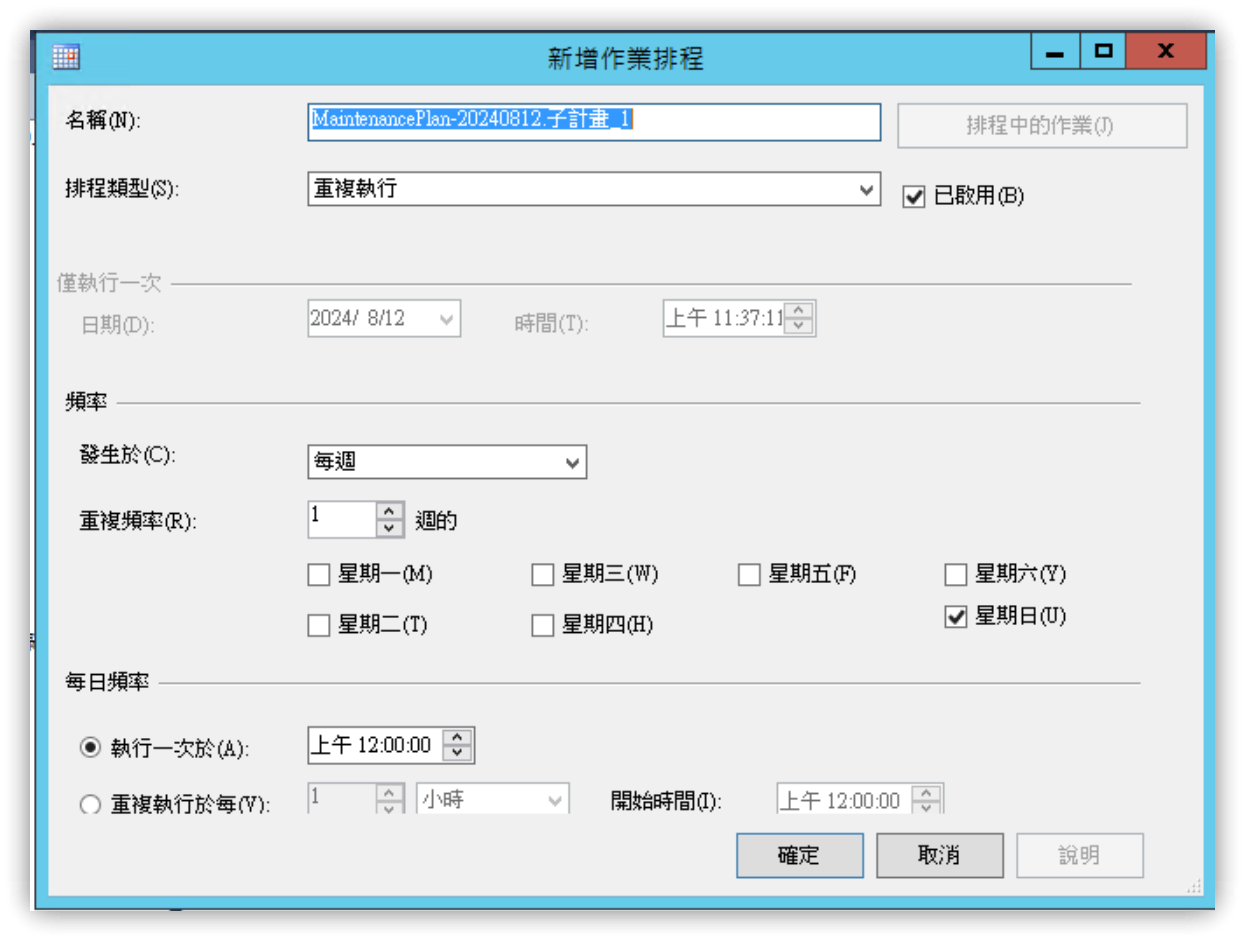 新增作業排程
名稱(N):
MaintenancePlan-20240812.子計畫_1
排程中的作業(J)
排程類型(S):
重複執行
已啟用(B)
僅執行一次
日期(D):
2024/ 8/12
時間(T):
上午 11:37:11
頻率
發生於(C):
每週
重複頻率(R):
1
週的
星期一(M)
星期三(W)
星期五(F)
星期六(Y)
星期二(T)
星期四(H)
星期日(U)
每日頻率
執行一次於(A):
上午 12:00:00
重複執行於每(V):
1
小時
開始時間(I):
上午 12:00:00
確定
取消
說明